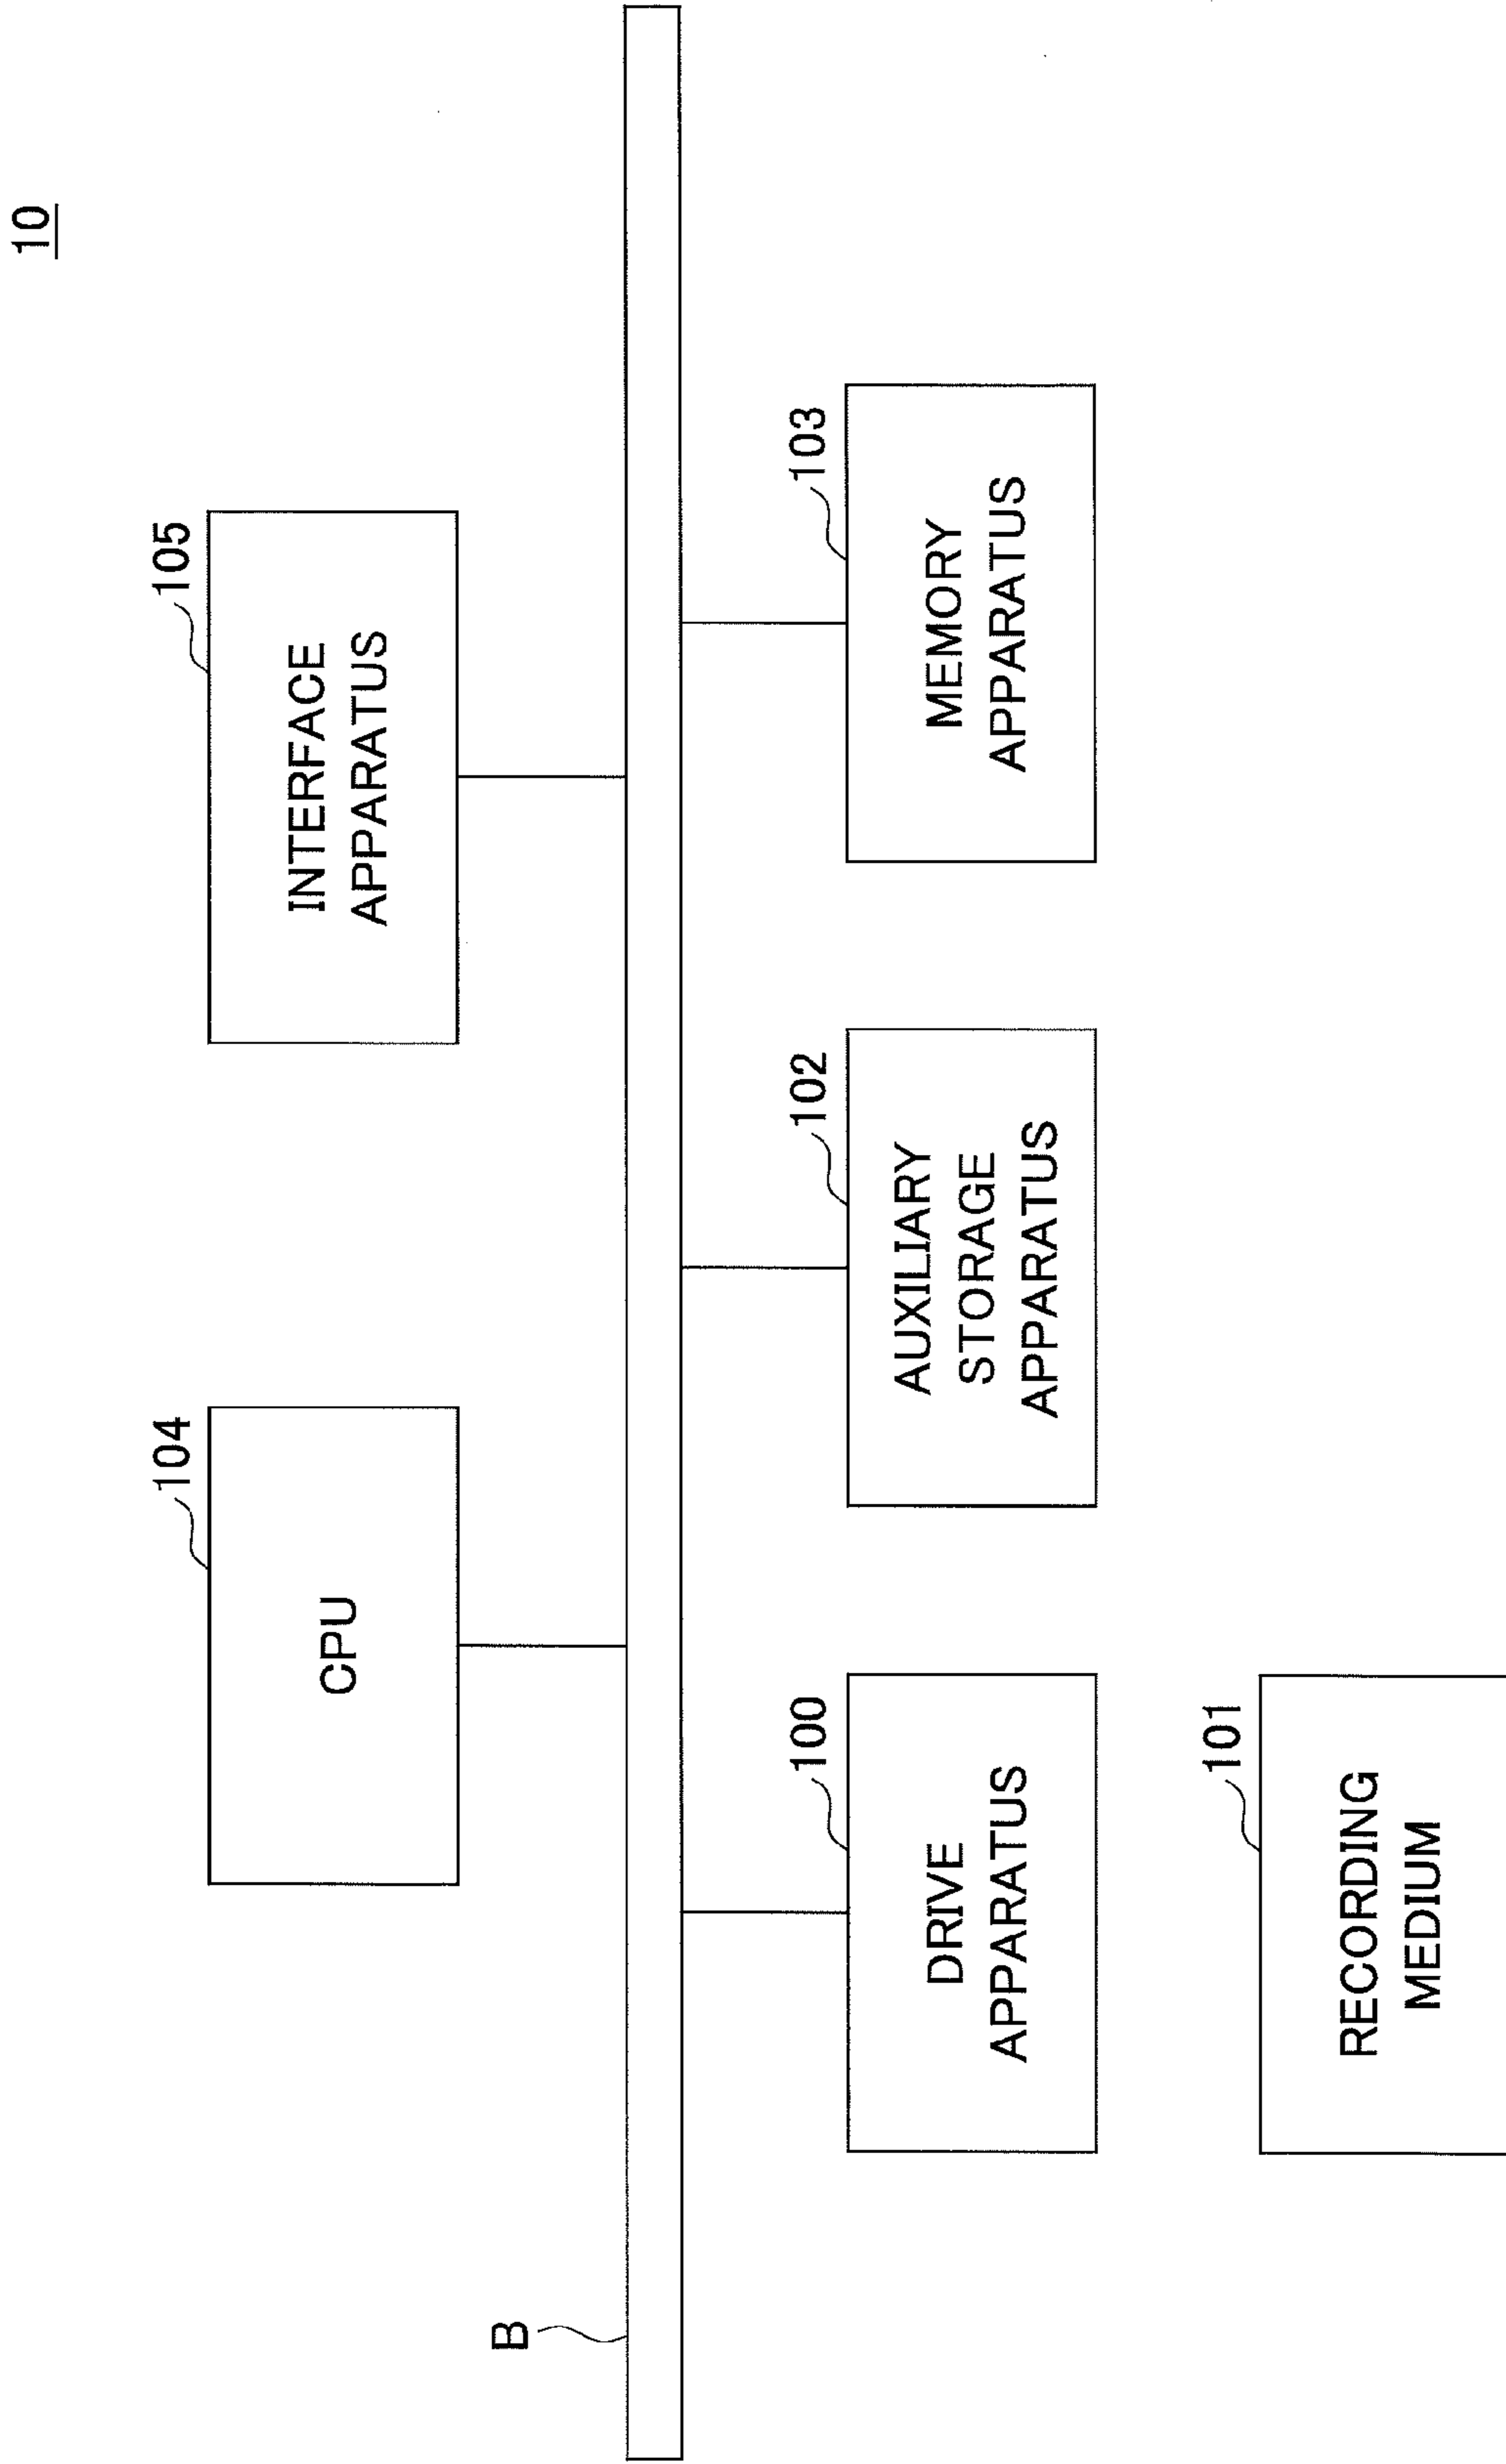 10
104
CPU
105
INTERFACE
APPARATUS
B
100
DRIVE
APPARATUS
102
AUXILIARY
STORAGE
APPARATUS
103
MEMORY
APPARATUS
101
RECORDING
MEDIUM